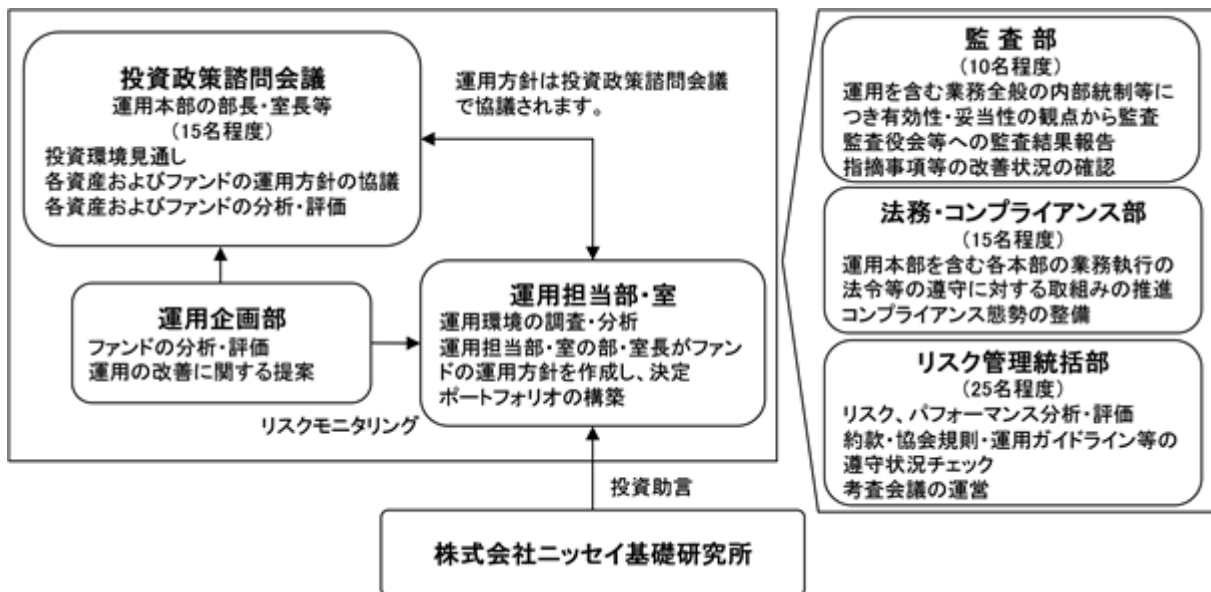 投資政策諮問会議
運用本部の部長・室長等
(15名程度)
投資環境見通し
各資産およびファンドの運用方針の協議
各資産およびファンドの分析・評価
運用方針は投資政策諮問会議
で協議されます。
運用企画部
ファンドの分析・評価
運用の改善に関する提案
リスクモニタリング
運用担当部・室
運用環境の調査・分析
運用担当部・室の部・室長がファン
ドの運用方針を作成し、決定
ポートフォリオの構築
投資助言
株式会社ニッセイ基礎研究所
監 査 部
(10名程度)
運用を含む業務全般の内部統制等に
つき有効性・妥当性の観点から監査
監査役会等への監査結果報告
指摘事項等の改善状況の確認
法務・コンプライアンス部
(15名程度)
運用本部を含む各本部の業務執行の
法令等の遵守に対する取組みの推進
コンプライアンス態勢の整備
リスク管理統括部
(25名程度)
リスク、パフォーマンス分析・評価
約款・協会規則・運用ガイドライン等の
遵守状況チェック
考査会議の運営